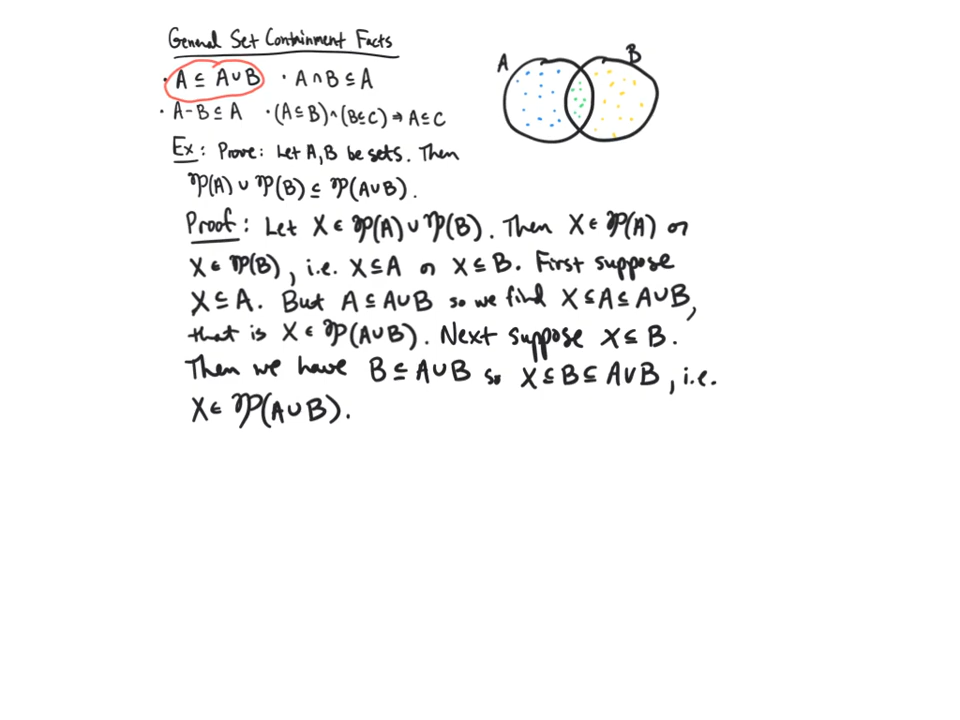 General Set Containment Facts
A B
· A ⊆ A ∪ B · A ∩ B ⊆ A
· A - B ⊆ A · (A ⊆ B) ^ (B ⊆ C) ⇒ A ⊆ C
Ex: Prove: Let A, B be sets. Then
𝒫(A) ∪ 𝒫(B) ⊆ 𝒫(A ∪ B).
Proof: Let X ∈ 𝒫(A) ∪ 𝒫(B). Then X ∈ 𝒫(A) or
X ∈ 𝒫(B), i.e. X ⊆ A or X ⊆ B. First suppose
X ⊆ A. But A ⊆ A ∪ B so we find X ⊆ A ⊆ A ∪ B,
that is X ∈ 𝒫(A ∪ B). Next suppose X ⊆ B.
Then we have B ⊆ A ∪ B so X ⊆ B ⊆ A ∪ B, i.e.
X ∈ 𝒫(A ∪ B).